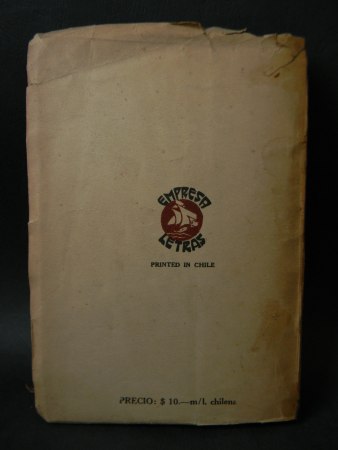 EMPRESA
LETRAS
PRINTED IN CHILE
PRECIO: $ 10.—m/l. chilena